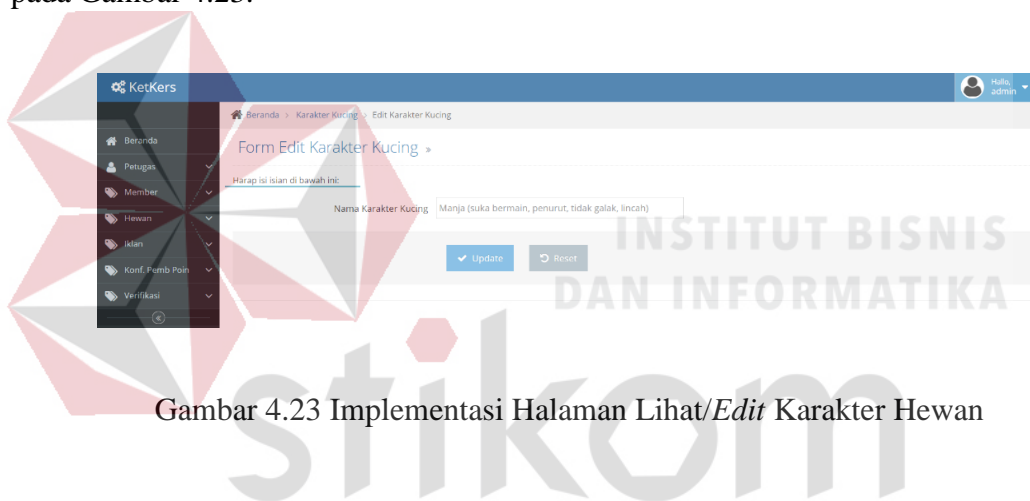 pada Gambar 4.23.
KetKers
Hallo,
admin
Beranda > Karakter Kucing > Edit Karakter Kucing
Beranda
Petugas
Member
Hewan
Iklan
Konf. Pemb Poin
Verifikasi
Form Edit Karakter Kucing »
Harap isi isian di bawah ini:
Nama Karakter Kucing Manja (suka bermain, penurut, tidak galak, lincah)
Update Reset
INSTITUT BISNIS
DAN INFORMATIKA
stikom
Gambar 4.23 Implementasi Halaman Lihat/Edit Karakter Hewan